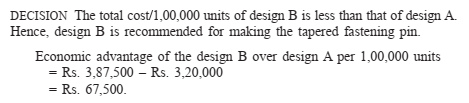 DECISION The total cost/1,00,000 units of design B is less than that of design A.
Hence, design B is recommended for making the tapered fastening pin.
Economic advantage of the design B over design A per 1,00,000 units
= Rs. 3,87,500 – Rs. 3,20,000
= Rs. 67,500.